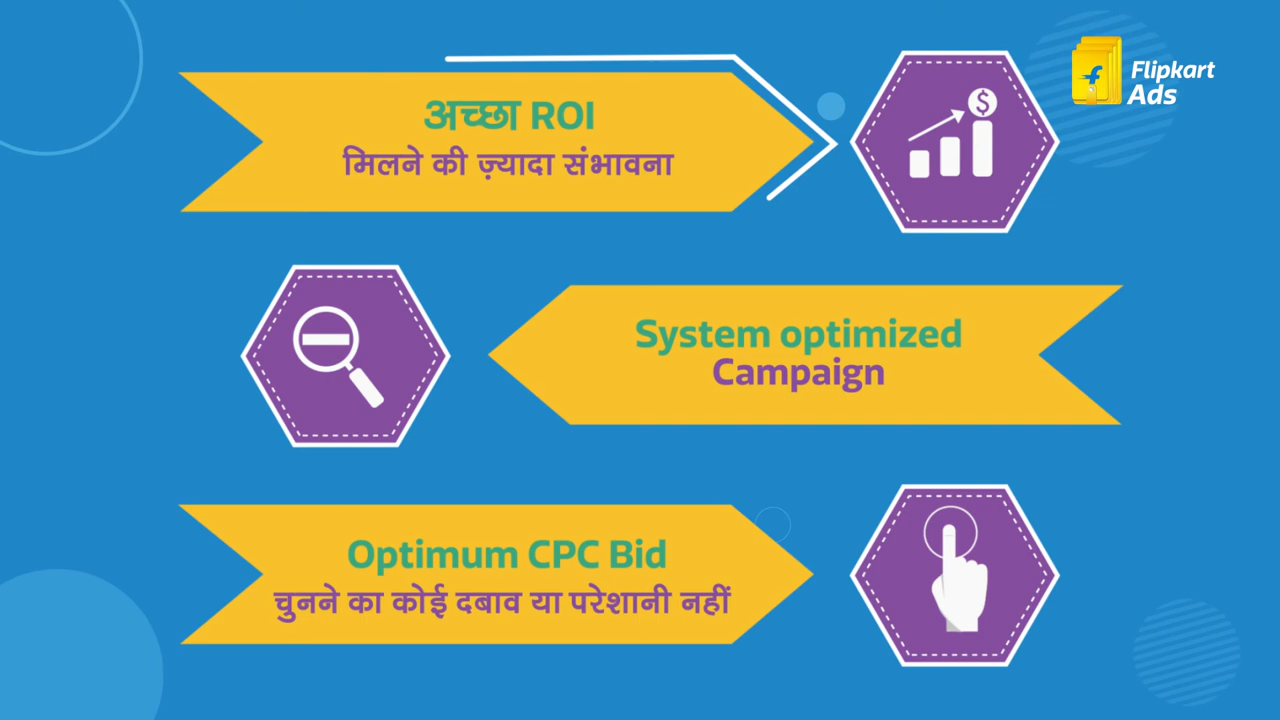 Flipkart
Ads
अच्छा ROI
मिलने की ज़्यादा संभावना
$
System optimized
Campaign
Optimum CPC Bid
चुनने का कोई दबाव या परेशानी नहीं